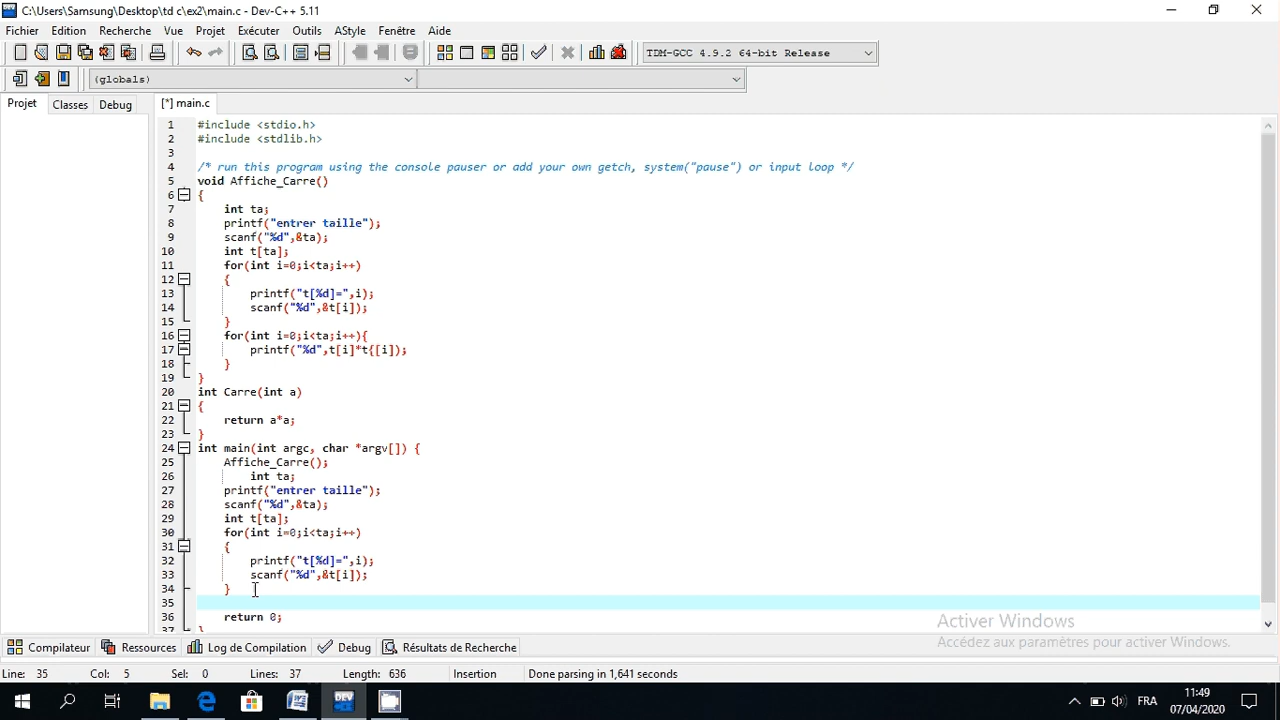 C:\Users\Samsung\Desktop\td c\ex2\main.c - Dev-C++ 5.11
Fichier Edition Recherche Vue Projet Exécuter Outils AStyle Fenêtre Aide
TDM-GCC 4.9.2 64-bit Release
(globals)
Projet Classes Debug [*] main.c
1 #include <stdio.h>
2 #include <stdlib.h>
3
4 /* run this program using the console pauser or add your own getch, system("pause") or input loop */
5 void Affiche_Carre()
6 {
7 int ta;
8 printf("entrer taille");
9 scanf("%d",&ta);
10 int t[ta];
11 for(int i=0;i<ta;i++)
12 {
13 printf("t[%d]=",i);
14 scanf("%d",&t[i]);
15 }
16 for(int i=0;i<ta;i++){
17 printf("%d",t[i]*t{[i]);
18 }
19 }
20 int Carre(int a)
21 {
22 return a*a;
23 }
24 int main(int argc, char *argv[]) {
25 Affiche_Carre();
26 int ta;
27 printf("entrer taille");
28 scanf("%d",&ta);
29 int t[ta];
30 for(int i=0;i<ta;i++)
31 {
32 printf("t[%d]=",i);
33 scanf("%d",&t[i]);
34 }
35
36 return 0;
37 }
Activer Windows
Accédez aux paramètres pour activer Windows.
Compilateur Ressources Log de Compilation Debug Résultats de Recherche
Line: 35 Col: 5 Sel: 0 Lines: 37 Length: 636 Insertion Done parsing in 1,641 seconds
DEV
FRA
11:49
07/04/2020